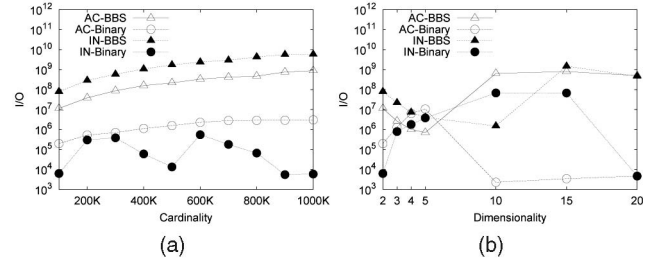 AC-BBS
AC-Binary
IN-BBS
IN-Binary
I/O
10^12
10^11
10^10
10^9
10^8
10^7
10^6
10^5
10^4
10^3
200K 400K 600K 800K 1000K
Cardinality
(a)
AC-BBS
AC-Binary
IN-BBS
IN-Binary
I/O
10^12
10^11
10^10
10^9
10^8
10^7
10^6
10^5
10^4
10^3
2 3 4 5 10 15 20
Dimensionality
(b)